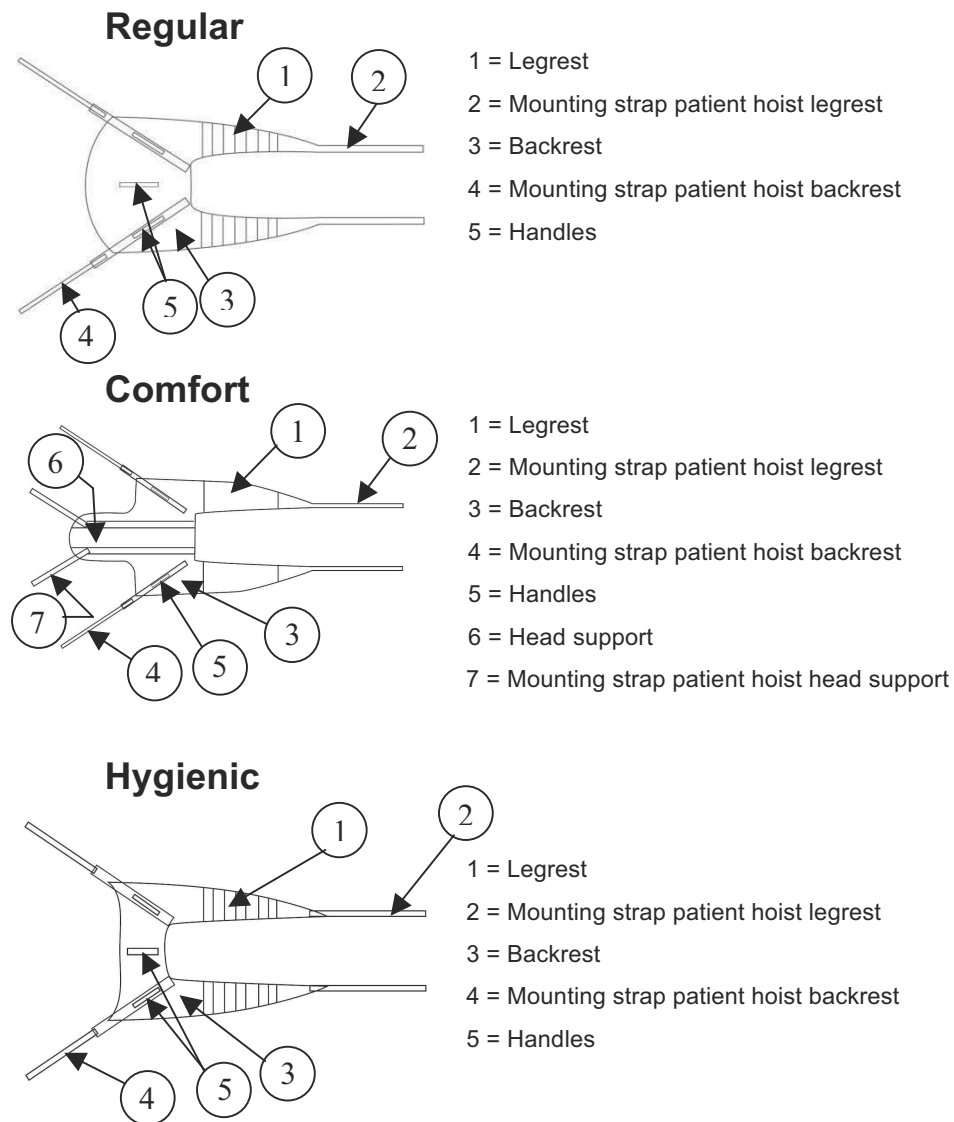 Regular
1
2
5
3
4
1 = Legrest
2 = Mounting strap patient hoist legrest
3 = Backrest
4 = Mounting strap patient hoist backrest
5 = Handles
Comfort
1
2
6
7
3
4
5
1 = Legrest
2 = Mounting strap patient hoist legrest
3 = Backrest
4 = Mounting strap patient hoist backrest
5 = Handles
6 = Head support
7 = Mounting strap patient hoist head support
Hygienic
1
2
3
4
5
1 = Legrest
2 = Mounting strap patient hoist legrest
3 = Backrest
4 = Mounting strap patient hoist backrest
5 = Handles